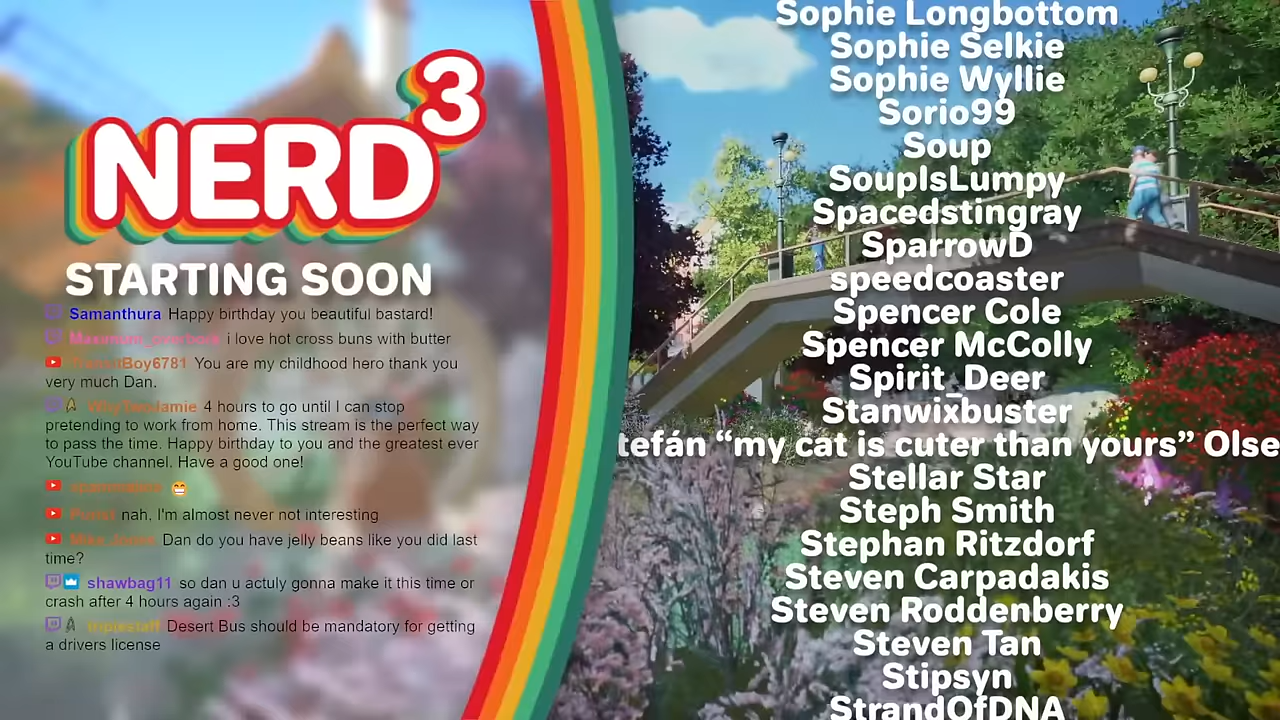 NERD3
STARTING SOON
Samanthura Happy birthday you beautiful bastard!
i love hot cross buns with butter
TransitBoy6781 You are my childhood hero thank you
very much Dan.
WhyTwoJamie 4 hours to go until I can stop
pretending to work from home. This stream is the perfect way
to pass the time. Happy birthday to you and the greatest ever
YouTube channel. Have a good one!
nah, I'm almost never not interesting
Dan do you have jelly beans like you did last
time?
shawbag11 so dan u actuly gonna make it this time or
crash after 4 hours again :3
Desert Bus should be mandatory for getting
a drivers license
Sophie Longbottom
Sophie Selkie
Sophie Wyllie
Sorio99
Soup
SoupIsLumpy
Spacedstingray
SparrowD
speedcoaster
Spencer Cole
Spencer McColly
Spirit_Deer
Stanwixbuster
tefán “my cat is cuter than yours” Olse
Stellar Star
Steph Smith
Stephan Ritzdorf
Steven Carpadakis
Steven Roddenberry
Steven Tan
Stipsyn
StrandOfDNA